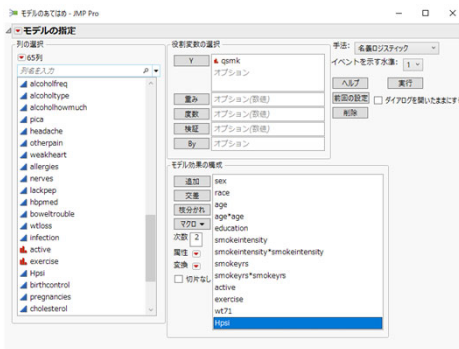 モデルのあてはめ - JMP Pro
モデルの指定
列の選択
65列
列名を入力
alcoholfreq
alcoholtype
alcoholhowmuch
pica
headache
otherpain
weakheart
allergies
nerves
lackpep
hbpmed
boweltrouble
wtloss
infection
active
exercise
Hpsi
birthcontrol
pregnancies
cholesterol
役割変数の選択
Y
qsmk
オプション
重み
オプション(数値)
度数
オプション(数値)
検証
オプション(数値)
By
オプション
手法:
名義ロジスティック
イベントを示す水準:
1
ヘルプ
実行
前回の設定
ダイアログを開いたままにす
削除
モデル効果の構成
追加
交差
枝分かれ
マクロ
次数
2
属性
変換
切片なし
sex
race
age
age*age
education
smokeintensity
smokeintensity*smokeintensity
smokeyrs
smokeyrs*smokeyrs
active
exercise
wt71
Hpsi